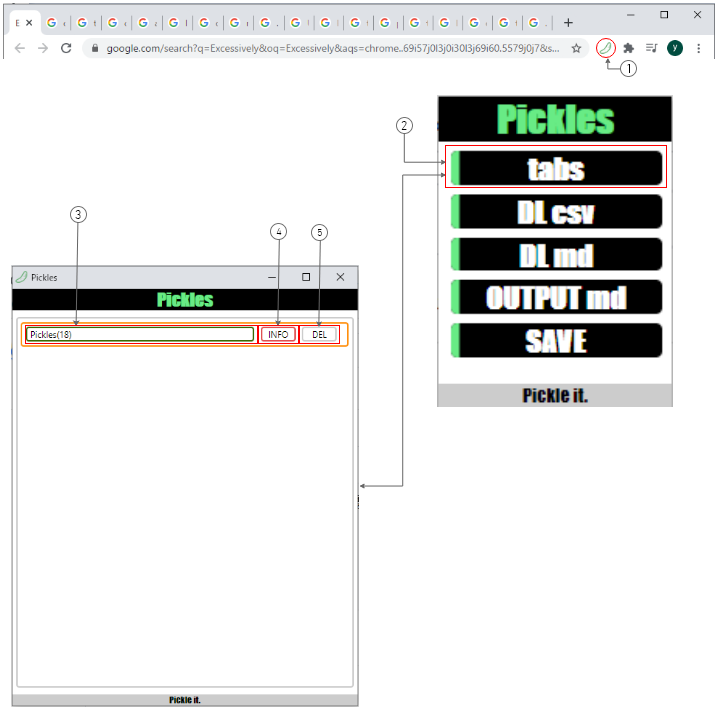 google.com/search?q=Excessively&oq=Excessively&aqs=chrome..69i57j0l3j0i30l3j69i60.5579j0j7&s...
y
1
Pickles
2
tabs
DL csv
DL md
OUTPUT md
SAVE
Pickle it.
3
4
5
Pickles
Pickles
Pickles(18)
INFO
DEL
Pickle it.